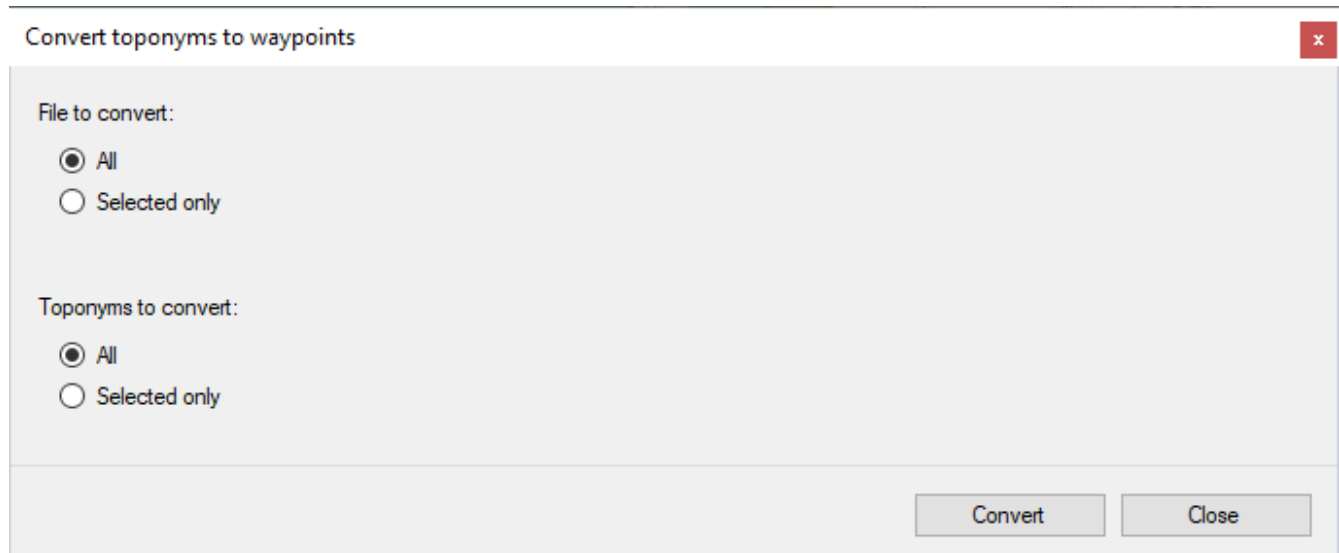 Convert toponyms to waypoints
x
File to convert:
All
Selected only
Toponyms to convert:
All
Selected only
Convert Close